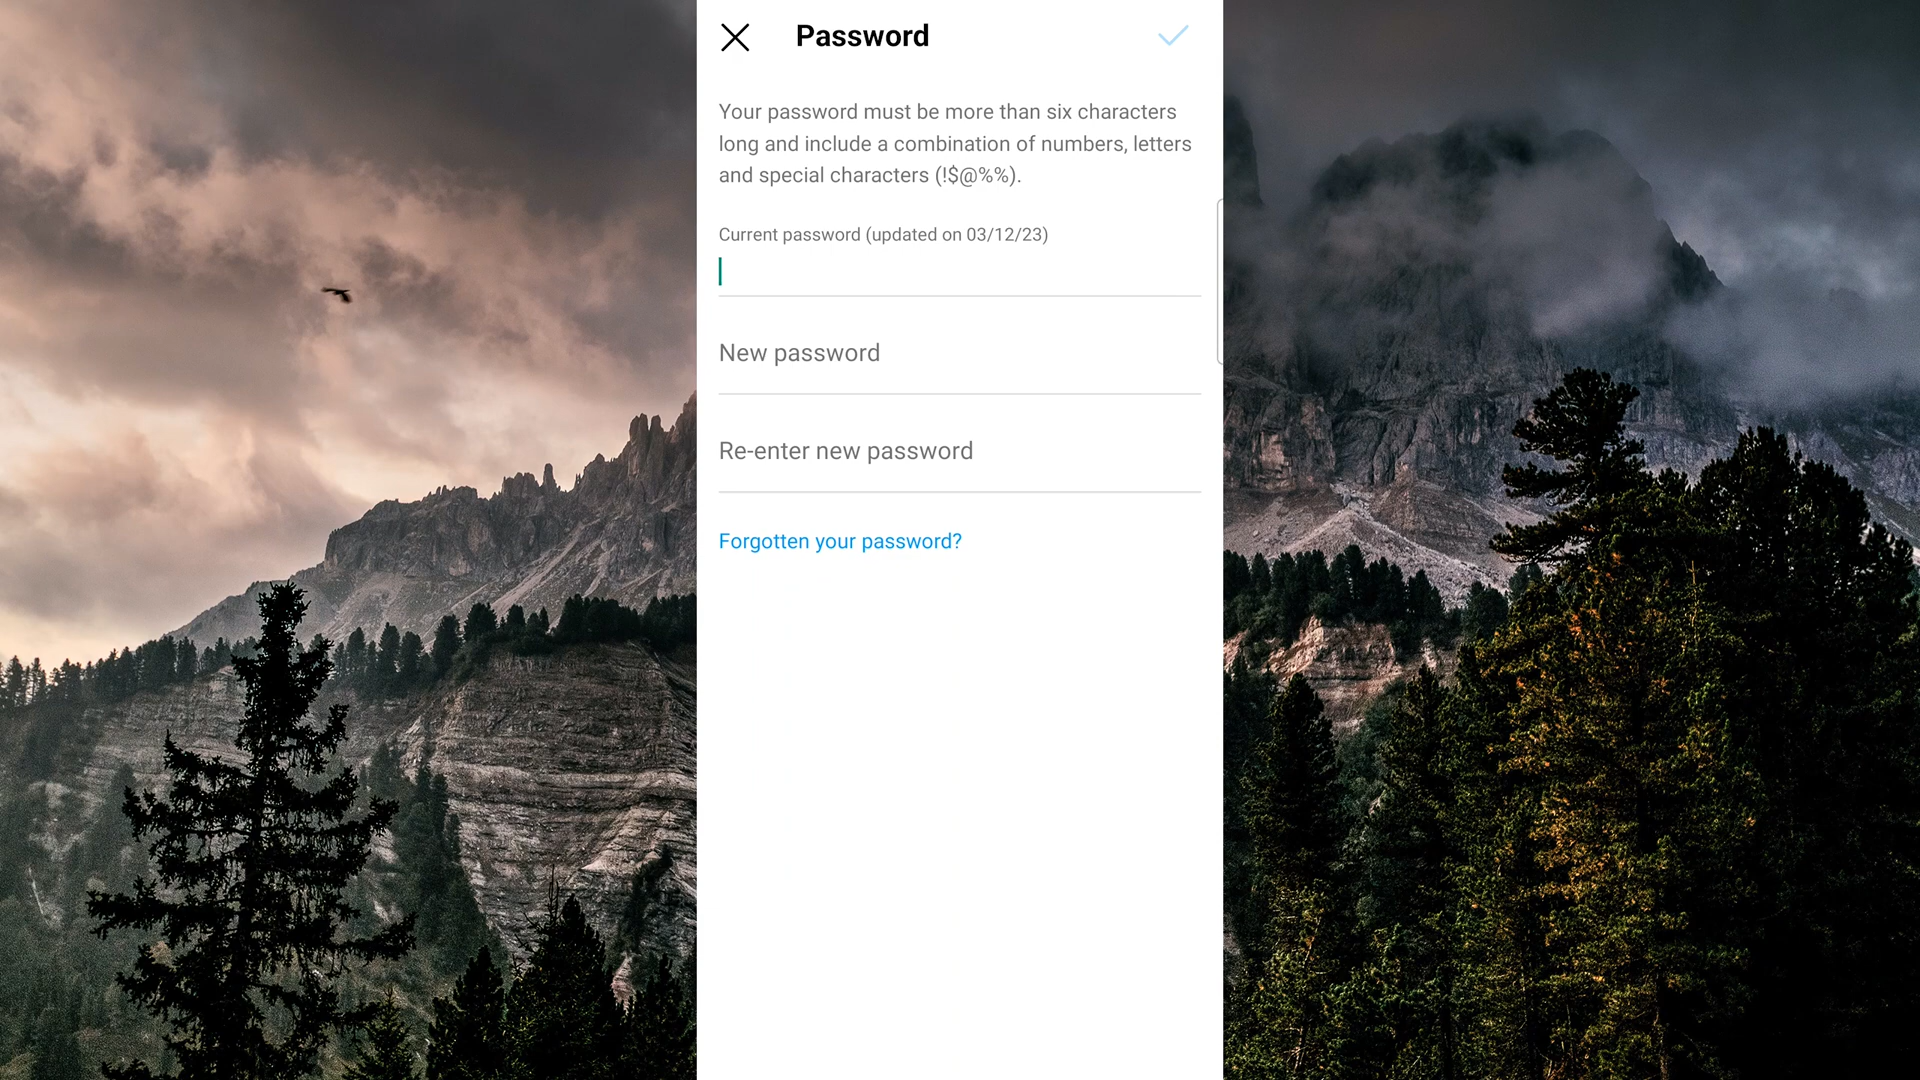 Password
Your password must be more than six characters
long and include a combination of numbers, letters
and special characters (!$@%%).
Current password (updated on 03/12/23)
New password
Re-enter new password
Forgotten your password?